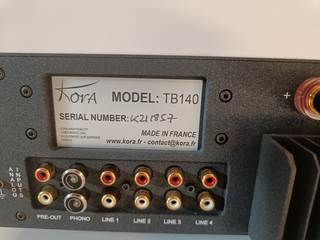 Kora MODEL: TB140
SERIAL NUMBER: K211857
MADE IN FRANCE
www.kora.fr - contact@kora.fr
ANALOG
INPUTS
PRE-OUT PHONO LINE 1 LINE 2 LINE 3 LINE 4
+